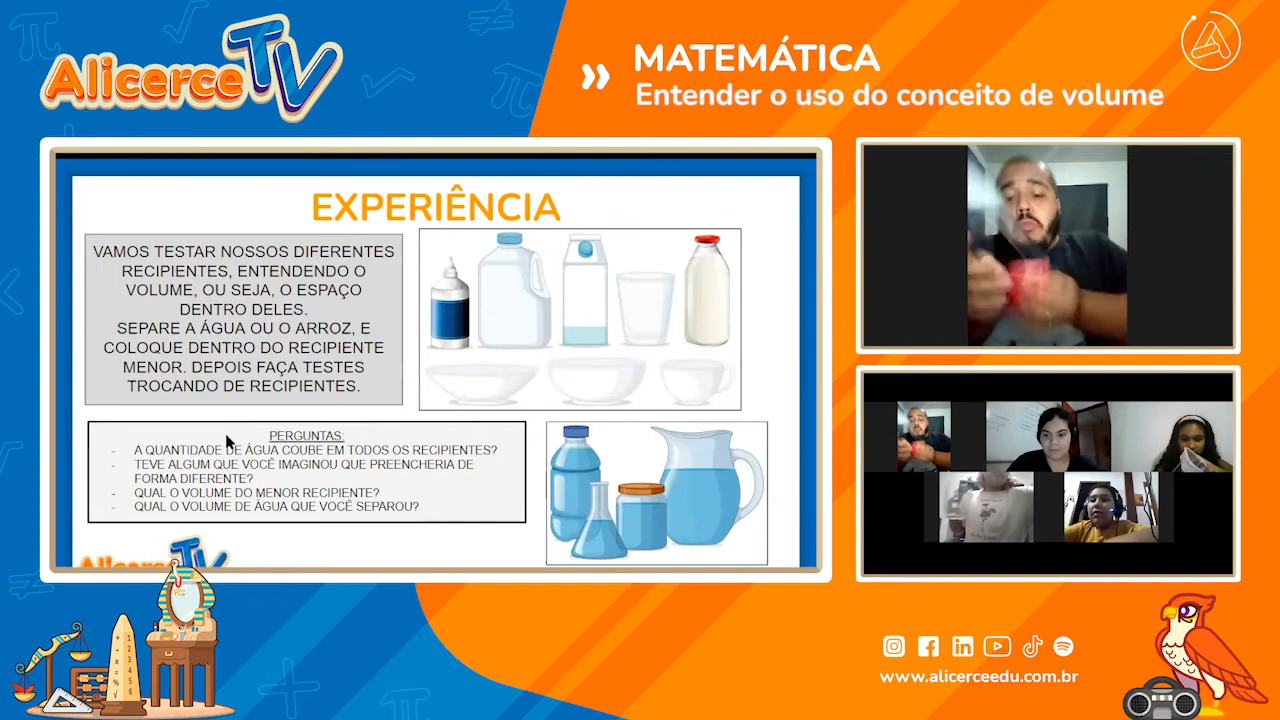 Alicerce TV
MATEMÁTICA
Entender o uso do conceito de volume
EXPERIÊNCIA
VAMOS TESTAR NOSSOS DIFERENTES
RECIPIENTES, ENTENDENDO O
VOLUME, OU SEJA, O ESPAÇO
DENTRO DELES.
SEPARE A ÁGUA OU O ARROZ, E
COLOQUE DENTRO DO RECIPIENTE
MENOR. DEPOIS FAÇA TESTES
TROCANDO DE RECIPIENTES.
PERGUNTAS:
- A QUANTIDADE DE ÁGUA COUBE EM TODOS OS RECIPIENTES?
- TEVE ALGUM QUE VOCÊ IMAGINOU QUE PREENCHERIA DE
FORMA DIFERENTE?
- QUAL O VOLUME DO MENOR RECIPIENTE?
- QUAL O VOLUME DE ÁGUA QUE VOCÊ SEPAROU?
Alicerce TV
www.alicerceedu.com.br